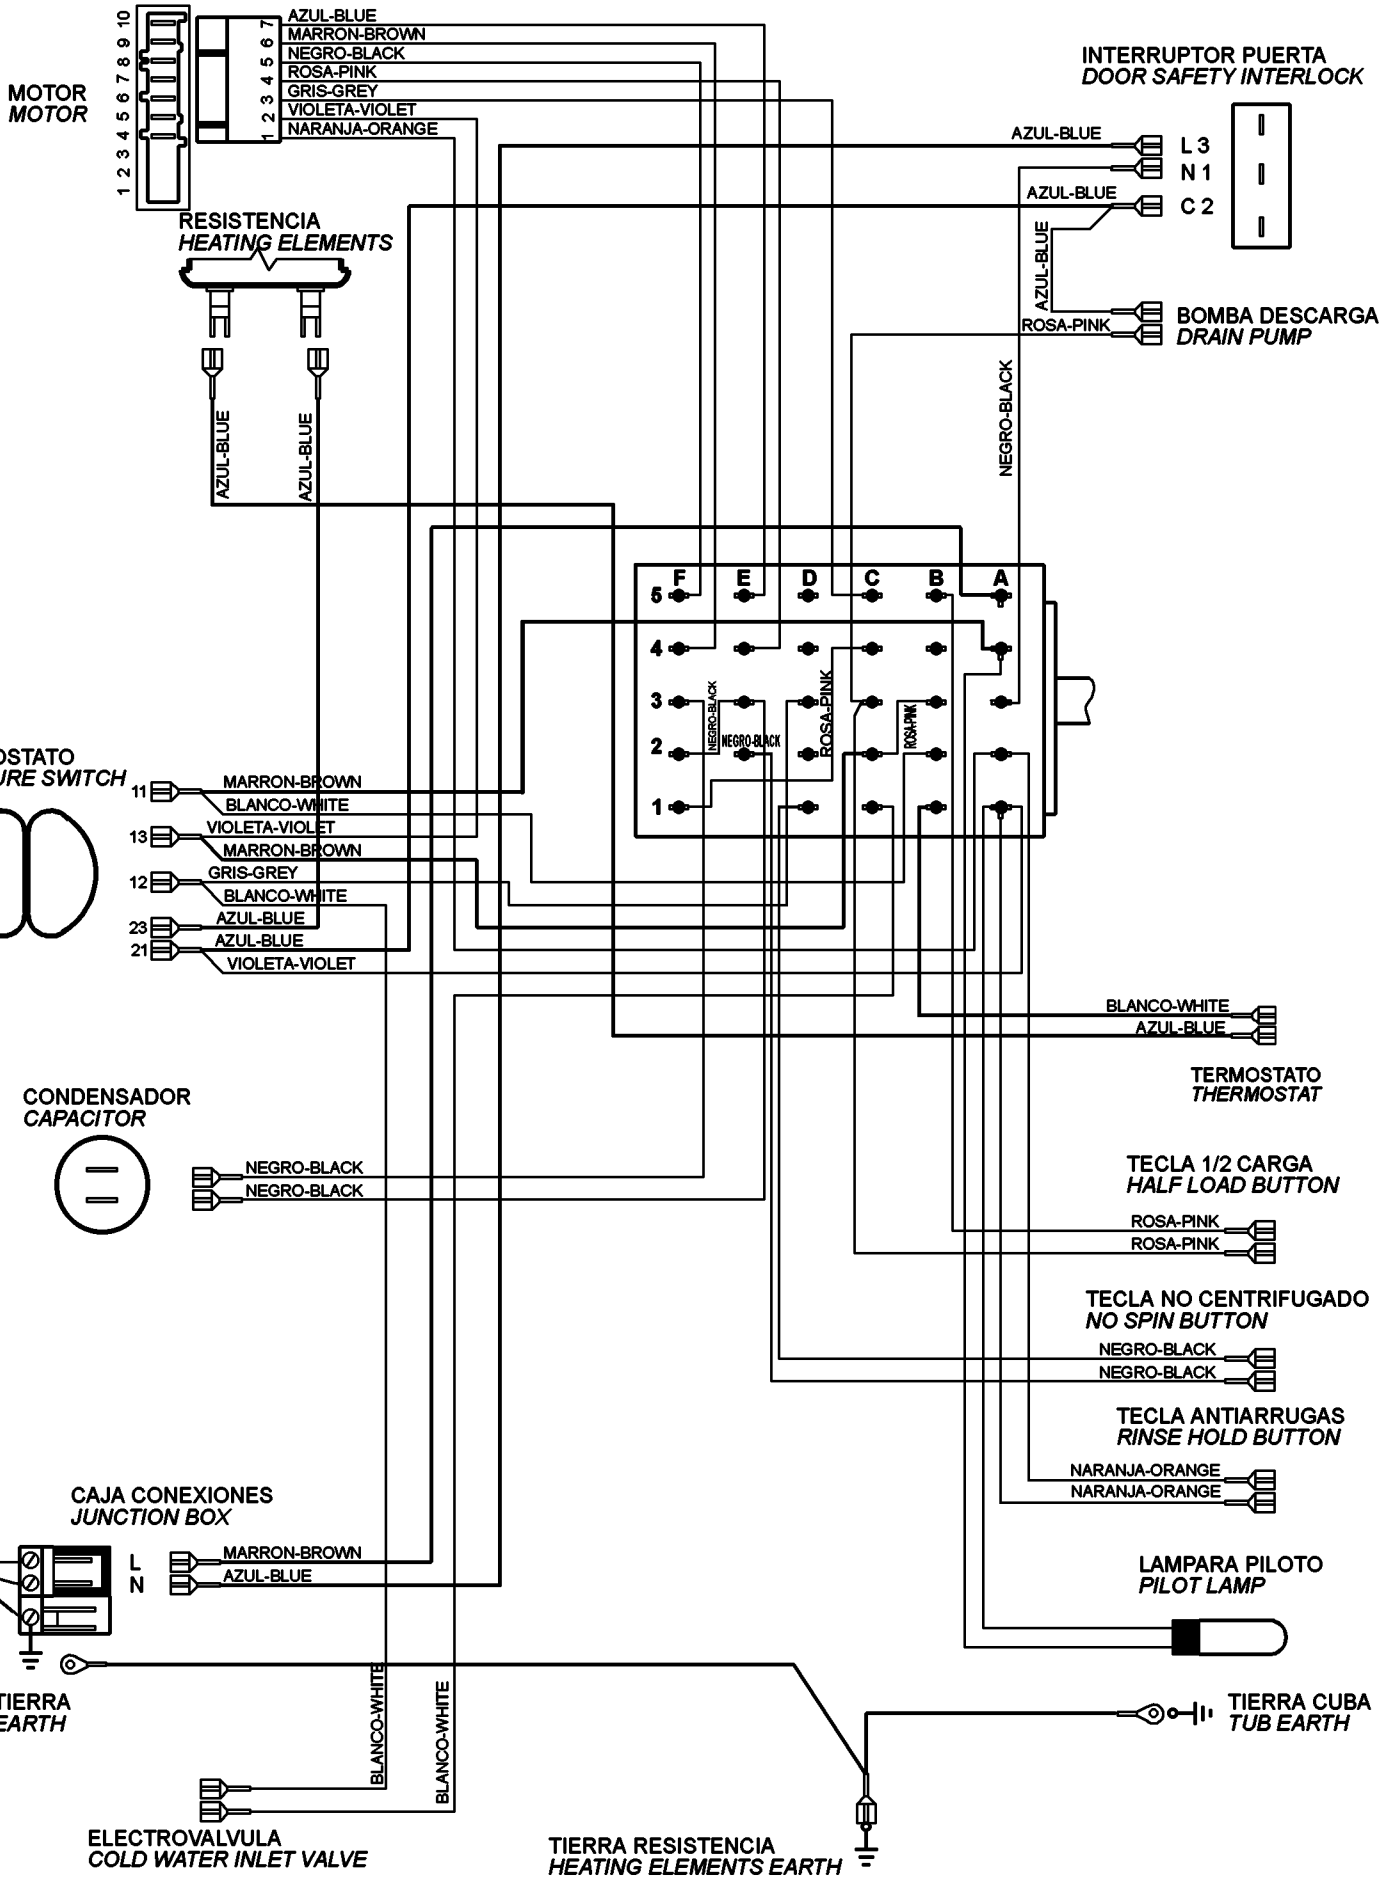 10 9 8 7 6 5 4 3 2 1
7 6 5 4 3 2 1
AZUL-BLUE
MARRON-BROWN
NEGRO-BLACK
ROSA-PINK
GRIS-GREY
VIOLETA-VIOLET
NARANJA-ORANGE
MOTOR
MOTOR
INTERRUPTOR PUERTA
DOOR SAFETY INTERLOCK
AZUL-BLUE
L 3
N 1
AZUL-BLUE
C 2
RESISTENCIA
HEATING ELEMENTS
AZUL-BLUE
BOMBA DESCARGA
DRAIN PUMP
ROSA-PINK
NEGRO-BLACK
AZUL-BLUE
AZUL-BLUE
F E D C B A
5
4
3
2
1
NEGRO-BLACK
NEGRO-BLACK
ROSA-PINK
ROSA-PINK
OSTATO
URE SWITCH
11
MARRON-BROWN
BLANCO-WHITE
13
VIOLETA-VIOLET
MARRON-BROWN
12
GRIS-GREY
BLANCO-WHITE
23
AZUL-BLUE
21
AZUL-BLUE
VIOLETA-VIOLET
BLANCO-WHITE
AZUL-BLUE
TERMOSTATO
THERMOSTAT
CONDENSADOR
CAPACITOR
NEGRO-BLACK
NEGRO-BLACK
TECLA 1/2 CARGA
HALF LOAD BUTTON
ROSA-PINK
ROSA-PINK
TECLA NO CENTRIFUGADO
NO SPIN BUTTON
NEGRO-BLACK
NEGRO-BLACK
TECLA ANTIARRUGAS
RINSE HOLD BUTTON
NARANJA-ORANGE
NARANJA-ORANGE
CAJA CONEXIONES
JUNCTION BOX
L
N
MARRON-BROWN
AZUL-BLUE
LAMPARA PILOTO
PILOT LAMP
TIERRA
EARTH
BLANCO-WHITE
BLANCO-WHITE
TIERRA CUBA
TUB EARTH
ELECTROVALVULA
COLD WATER INLET VALVE
TIERRA RESISTENCIA
HEATING ELEMENTS EARTH